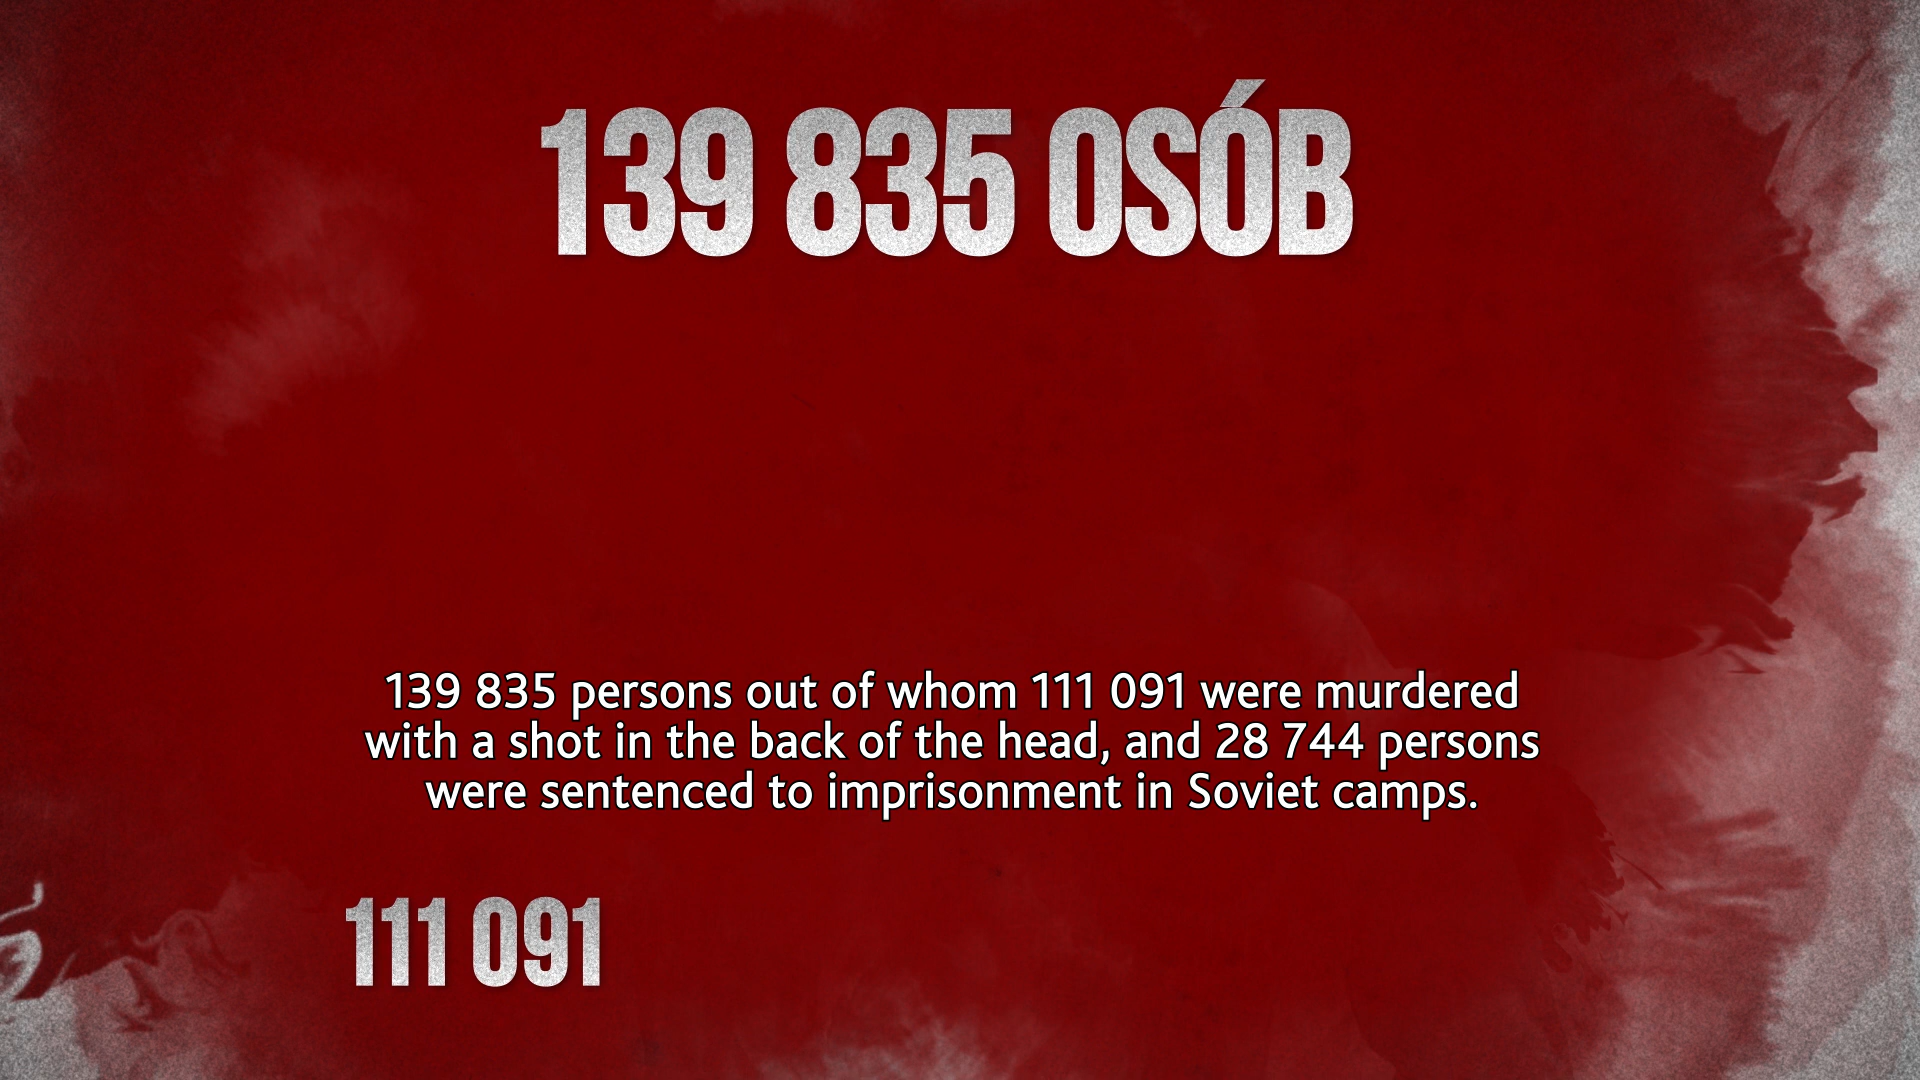 139 835 OSÓB
139 835 persons out of whom 111 091 were murdered
with a shot in the back of the head, and 28 744 persons
were sentenced to imprisonment in Soviet camps.
111 091